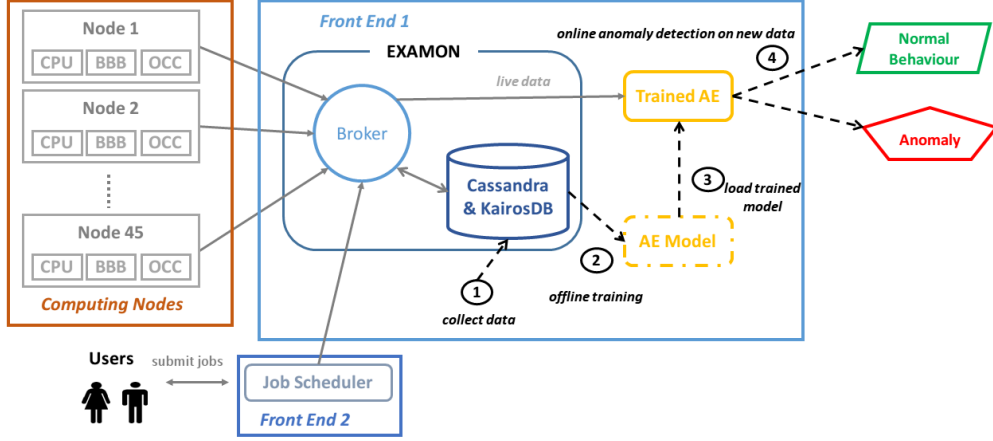 Node 1
CPU BBB OCC
Node 2
CPU BBB OCC
Node 45
CPU BBB OCC
Computing Nodes
Front End 1
EXAMON
Broker
live data
Cassandra
& KairosDB
1
collect data
2
offline training
AE Model
3
load trained
model
Trained AE
online anomaly detection on new data
4
Normal
Behaviour
Anomaly
Users
submit jobs
Job Scheduler
Front End 2